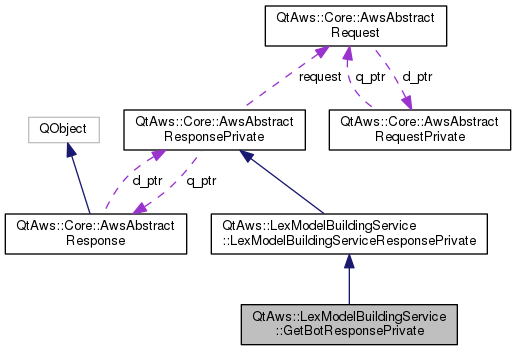 QtAws::Core::AwsAbstract
Request
request
q_ptr
d_ptr
QObject
QtAws::Core::AwsAbstract
ResponsePrivate
QtAws::Core::AwsAbstract
RequestPrivate
d_ptr
q_ptr
QtAws::Core::AwsAbstract
Response
QtAws::LexModelBuildingService
::LexModelBuildingServiceResponsePrivate
QtAws::LexModelBuildingService
::GetBotResponsePrivate